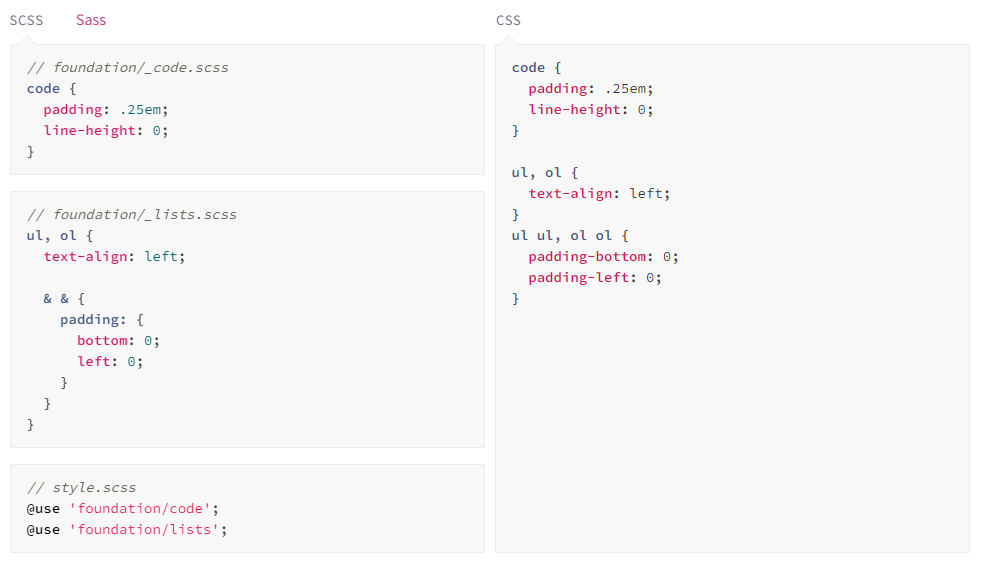 SCSS Sass
// foundation/_code.scss
code {
  padding: .25em;
  line-height: 0;
}
// foundation/_lists.scss
ul, ol {
  text-align: left;

  & & {
    padding: {
      bottom: 0;
      left: 0;
    }
  }
}
// style.scss
@use 'foundation/code';
@use 'foundation/lists';
CSS
code {
  padding: .25em;
  line-height: 0;
}

ul, ol {
  text-align: left;
}
ul ul, ol ol {
  padding-bottom: 0;
  padding-left: 0;
}